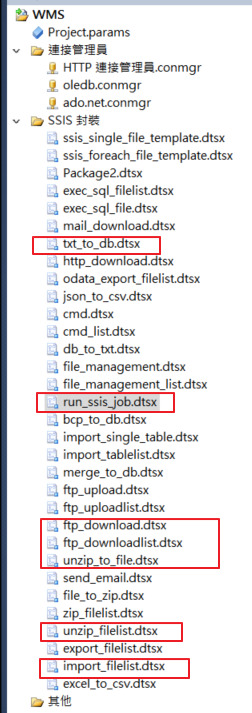 WMS
Project.params
連接管理員
HTTP 連接管理員.conmgr
oledb.conmgr
ado.net.conmgr
SSIS 封裝
ssis_single_file_template.dtsx
ssis_foreach_file_template.dtsx
Package2.dtsx
exec_sql_filelist.dtsx
exec_sql_file.dtsx
mail_download.dtsx
txt_to_db.dtsx
http_download.dtsx
odata_export_filelist.dtsx
json_to_csv.dtsx
cmd.dtsx
cmd_list.dtsx
db_to_txt.dtsx
file_management.dtsx
file_management_list.dtsx
run_ssis_job.dtsx
bcp_to_db.dtsx
import_single_table.dtsx
import_tablelist.dtsx
merge_to_db.dtsx
ftp_upload.dtsx
ftp_uploadlist.dtsx
ftp_download.dtsx
ftp_downloadlist.dtsx
unzip_to_file.dtsx
send_email.dtsx
file_to_zip.dtsx
zip_filelist.dtsx
unzip_filelist.dtsx
export_filelist.dtsx
import_filelist.dtsx
excel_to_csv.dtsx
其他